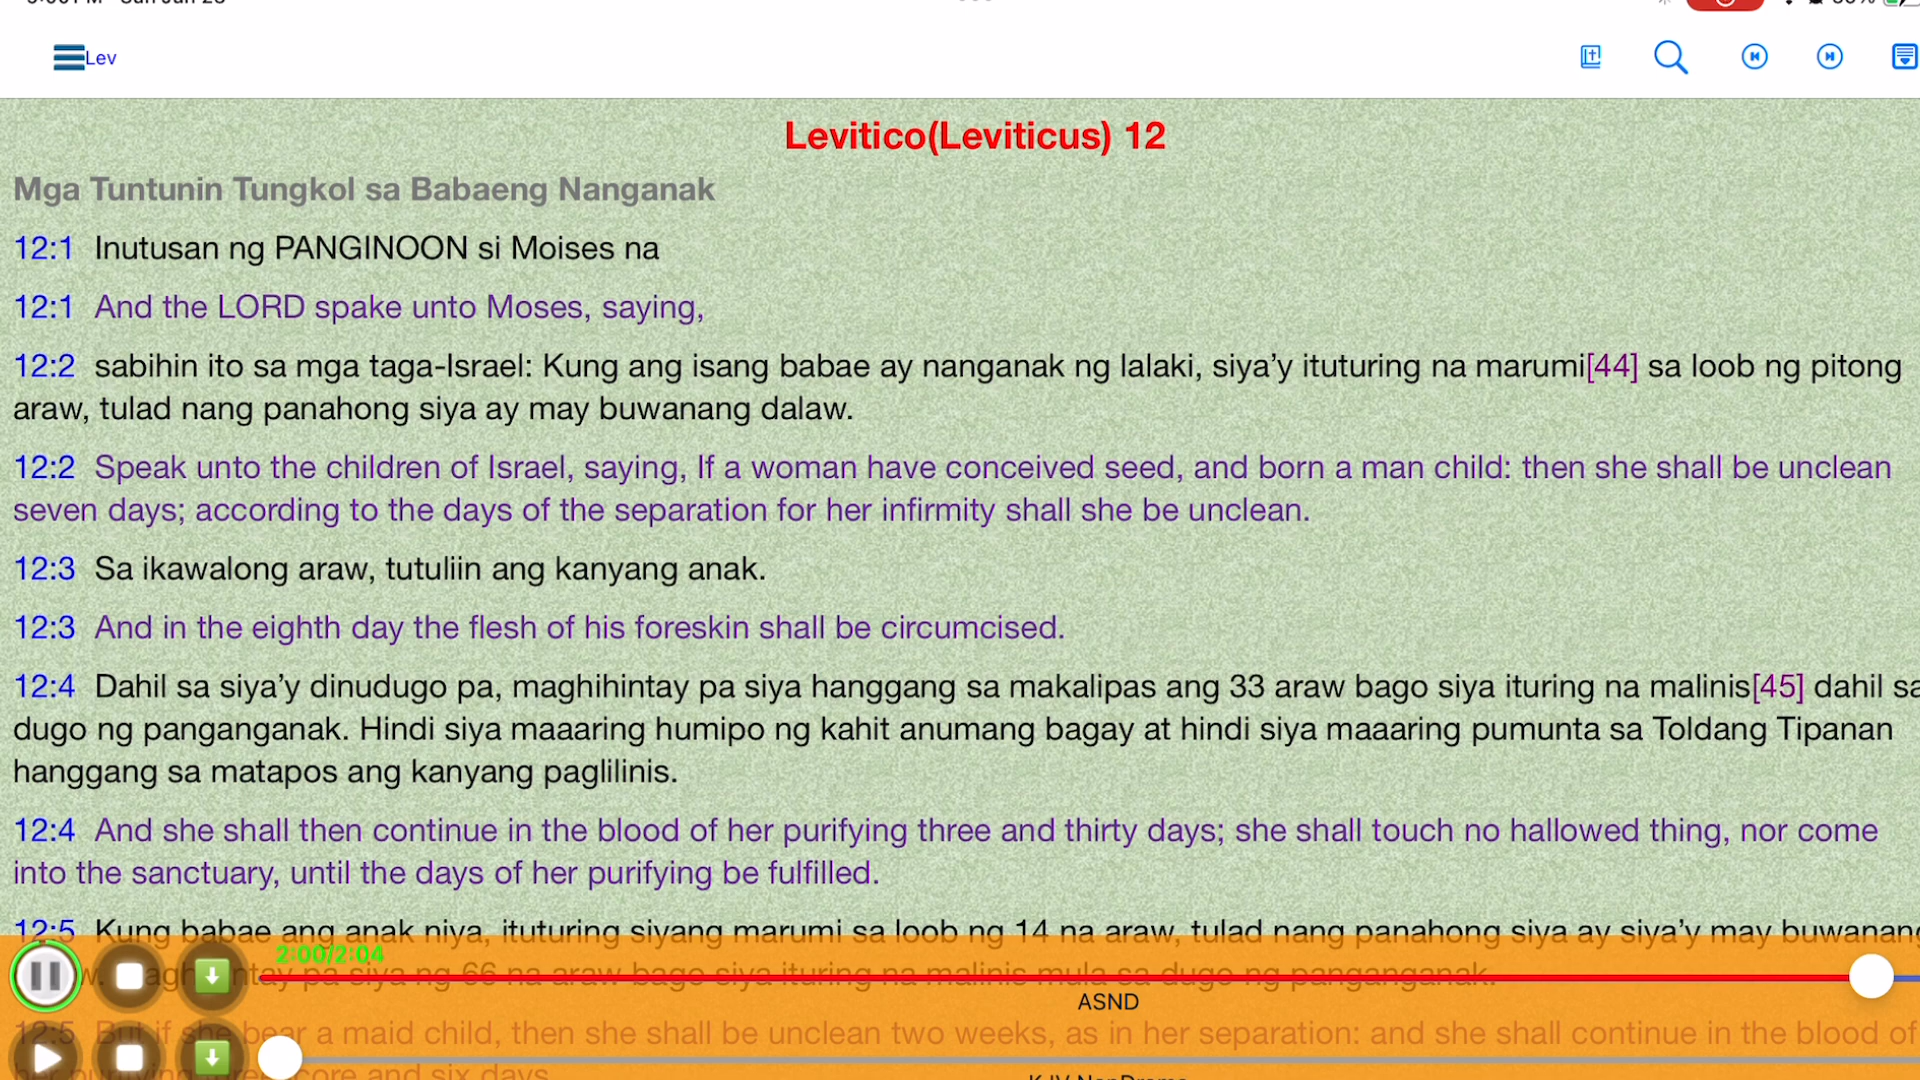 Lev
Levitico(Leviticus) 12
Mga Tuntunin Tungkol sa Babaeng Nanganak
12:1 Inutusan ng PANGINOON si Moises na
12:1 And the LORD spake unto Moses, saying,
12:2 sabihin ito sa mga taga-Israel: Kung ang isang babae ay nanganak ng lalaki, siya’y ituturing na marumi[44] sa loob ng pitong
araw, tulad nang panahong siya ay may buwanang dalaw.
12:2 Speak unto the children of Israel, saying, If a woman have conceived seed, and born a man child: then she shall be unclean
seven days; according to the days of the separation for her infirmity shall she be unclean.
12:3 Sa ikawalong araw, tutuliin ang kanyang anak.
12:3 And in the eighth day the flesh of his foreskin shall be circumcised.
12:4 Dahil sa siya’y dinudugo pa, maghihintay pa siya hanggang sa makalipas ang 33 araw bago siya ituring na malinis[45] dahil sa
dugo ng panganganak. Hindi siya maaaring humipo ng kahit anumang bagay at hindi siya maaaring pumunta sa Toldang Tipanan
hanggang sa matapos ang kanyang paglilinis.
12:4 And she shall then continue in the blood of her purifying three and thirty days; she shall touch no hallowed thing, nor come
into the sanctuary, until the days of her purifying be fulfilled.
12:5 Kung babae ang anak niya, ituturing siyang marumi sa loob ng 14 na araw, tulad nang panahong siya ay siya’y may buwanang
2:00/2:04
pa siya ng 66 na araw bago siya ituring na malinis mula sa dugo ng panganganak.
ASND
12:5 But if she bear a maid child, then she shall be unclean two weeks, as in her separation: and she shall continue in the blood of
her purifying and six days